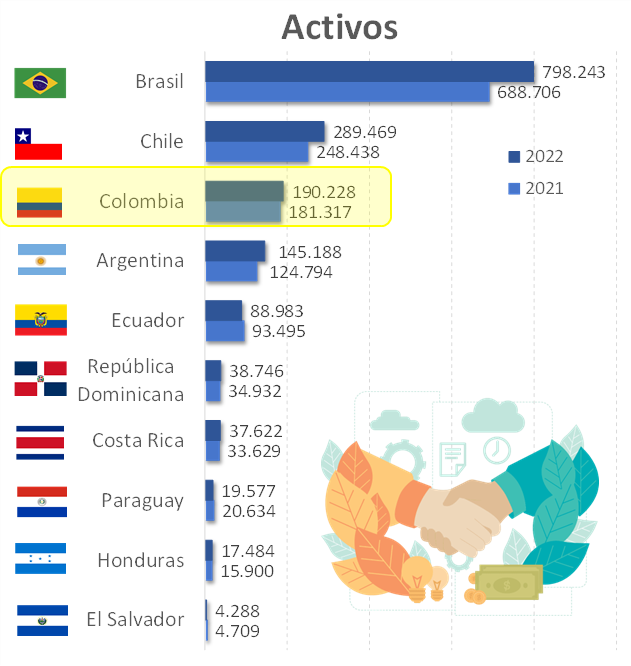 Activos
Brasil
798.243
688.706
Chile
289.469
248.438
2022
2021
Colombia
190.228
181.317
Argentina
145.188
124.794
Ecuador
88.983
93.495
República
Dominicana
38.746
34.932
Costa Rica
37.622
33.629
Paraguay
19.577
20.634
Honduras
17.484
15.900
El Salvador
4.288
4.709